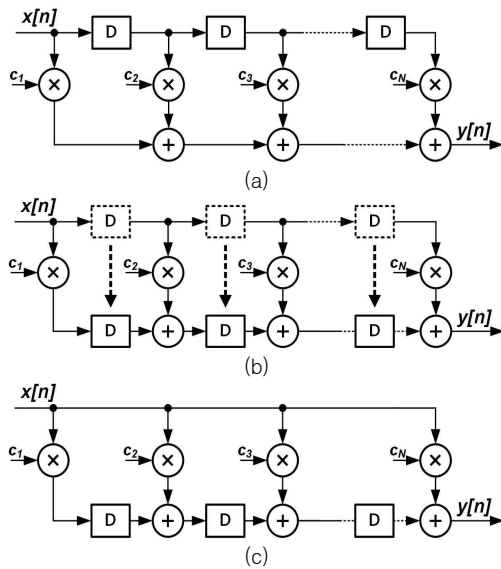 x[n]
D D D
c1 × c2 × c3 × cN ×
+ + + y[n]
(a)
x[n]
D D D
c1 × c2 × c3 × cN ×
D + D + D + y[n]
(b)
x[n]
c1 × c2 × c3 × cN ×
D + D + D + y[n]
(c)